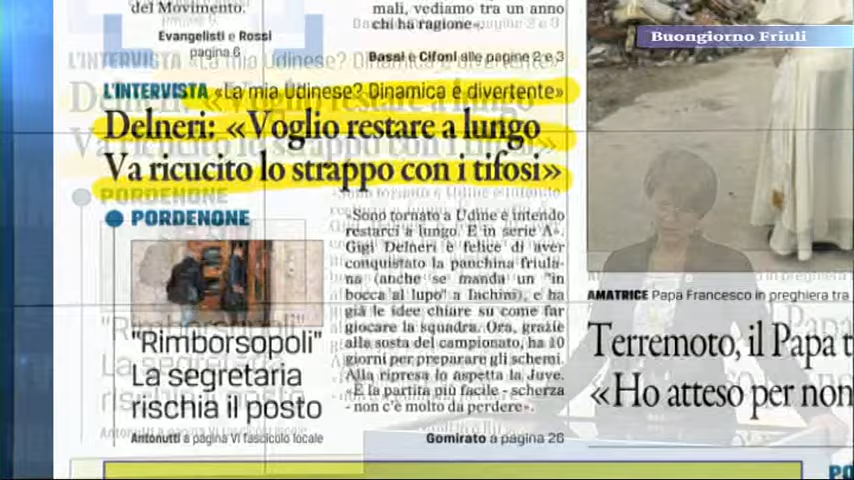 del Movimento.
Evangelisti e Rossi
pagina 6
mali, vediamo tra un anno
chi ha ragione».
Bassi e Cifoni alle pagine 2 e 3
Buongiorno Friuli
L'INTERVISTA «La mia Udinese? Dinamica e divertente»
Delneri: «Voglio restare a lungo
Va ricucito lo strappo con i tifosi»
PORDENONE
"Rimborsopoli"
La segretaria
rischia il posto
Antonutti a pagina VI fascicolo locale
«Sono tornato a Udine e intendo
restarci a lungo. E in serie A».
Gigi Delneri è felice di aver
conquistato la panchina friula-
na (anche se manda un "in
bocca al lupo" a Iachini), e ha
già le idee chiare su come far
giocare la squadra. Ora, grazie
alla sosta del campionato, ha 10
giorni per preparare gli schemi.
Alla ripresa lo aspetta la Juve.
«È la partita più facile - scherza
- non c'è molto da perdere».
Gomirato a pagina 26
AMATRICE Papa Francesco in preghiera tra
Terremoto, il Papa t
«Ho atteso per non
PO